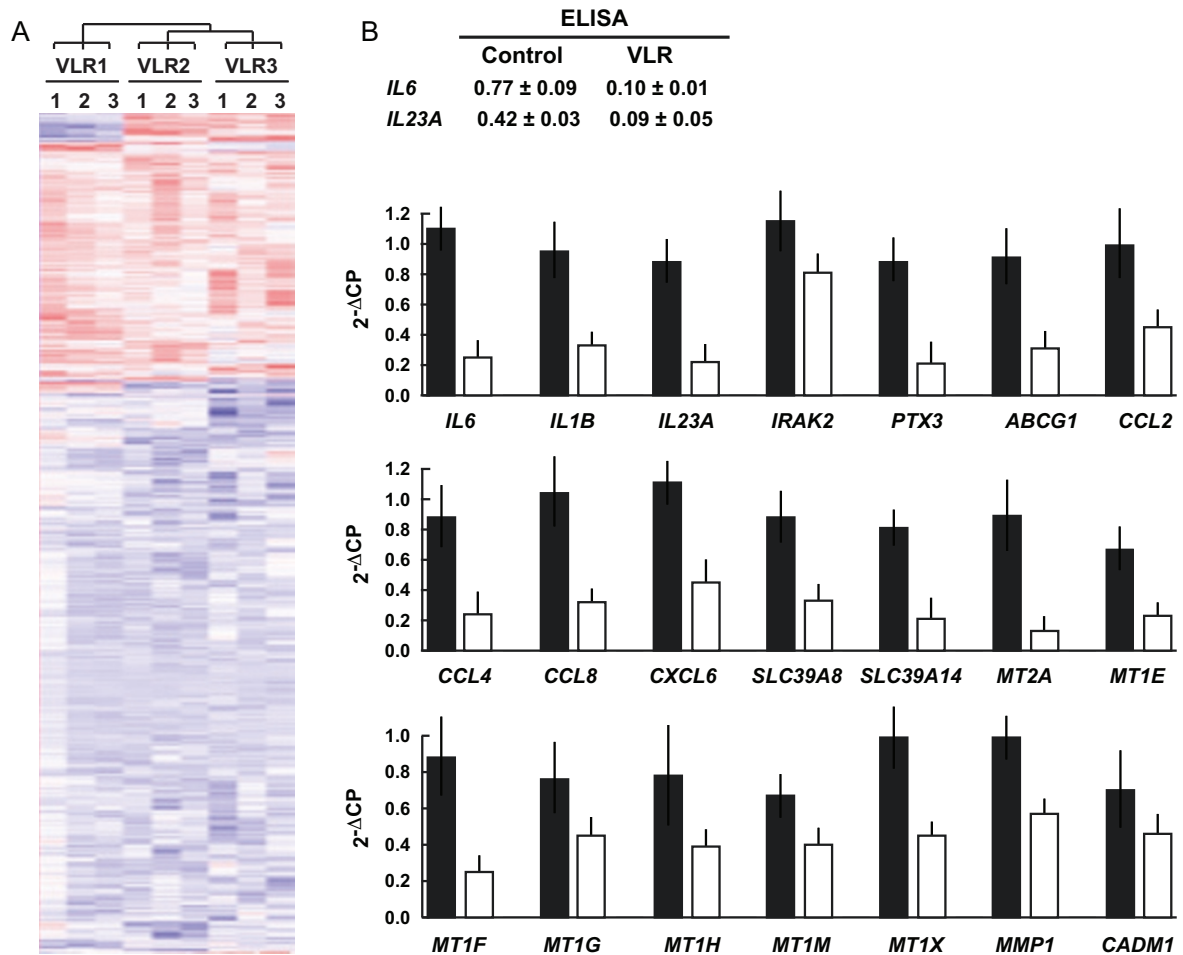 A
VLR1 VLR2 VLR3
1 2 3 1 2 3 1 2 3
B
ELISA
Control VLR
IL6 0.77 ± 0.09 0.10 ± 0.01
IL23A 0.42 ± 0.03 0.09 ± 0.05
2-ΔCP
1.2
1.0
0.8
0.6
0.4
0.2
0.0
IL6 IL1B IL23A IRAK2 PTX3 ABCG1 CCL2
2-ΔCP
1.2
1.0
0.8
0.6
0.4
0.2
0.0
CCL4 CCL8 CXCL6 SLC39A8 SLC39A14 MT2A MT1E
2-ΔCP
1.0
0.8
0.6
0.4
0.2
0.0
MT1F MT1G MT1H MT1M MT1X MMP1 CADM1